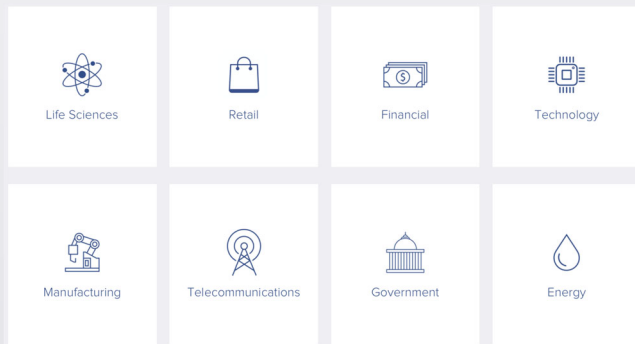 Life Sciences
Retail
Financial
Technology
Manufacturing
Telecommunications
Government
Energy